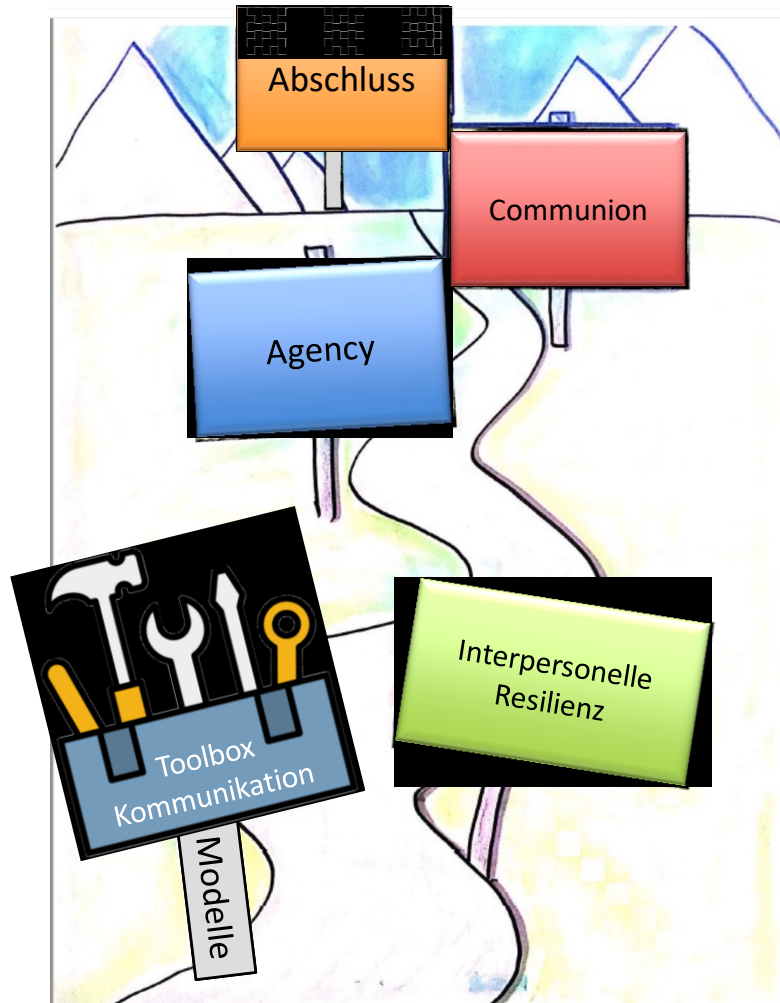 Abschluss
Communion
Agency
Interpersonelle
Resilienz
Toolbox
Kommunikation
Modelle